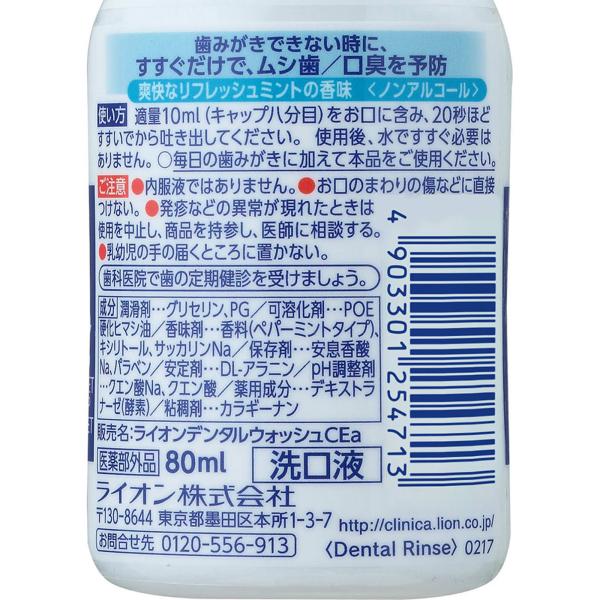 歯みがきできない時に、
すすぐだけで、ムシ歯／口臭を予防
爽快なリフレッシュミントの香味 〈ノンアルコール〉
使い方 適量10ml(キャップ八分目)をお口に含み、20秒ほど
すすいでから吐き出してください。使用後、水ですすぐ必要は
ありません。○毎日の歯みがきに加えて本品をご使用ください。
ご注意 ●内服液ではありません。●お口のまわりの傷などに直接
つけない。●発疹などの異常が現れたときは
使用を中止し、商品を持参し、医師に相談する。
●乳幼児の手の届くところに置かない。
歯科医院で歯の定期健診を受けましょう。
成分 潤滑剤…グリセリン、PG／可溶化剤…POE
硬化ヒマシ油／香味剤…香料(ペパーミントタイプ)、
キシリトール、サッカリンNa／保存剤…安息香酸
Na、パラベン／安定剤…DL-アラニン／pH調整剤
…クエン酸Na、クエン酸／薬用成分…デキストラ
ナーゼ(酵素)／粘稠剤…カラギーナン
販売名:ライオンデンタルウォッシュCEa
医薬部外品 80ml 洗口液
ライオン株式会社
〒130-8644 東京都墨田区本所1-3-7
お問合せ先 0120-556-913
http://clinica.lion.co.jp/
〈Dental Rinse〉 0217
4 903301 254713